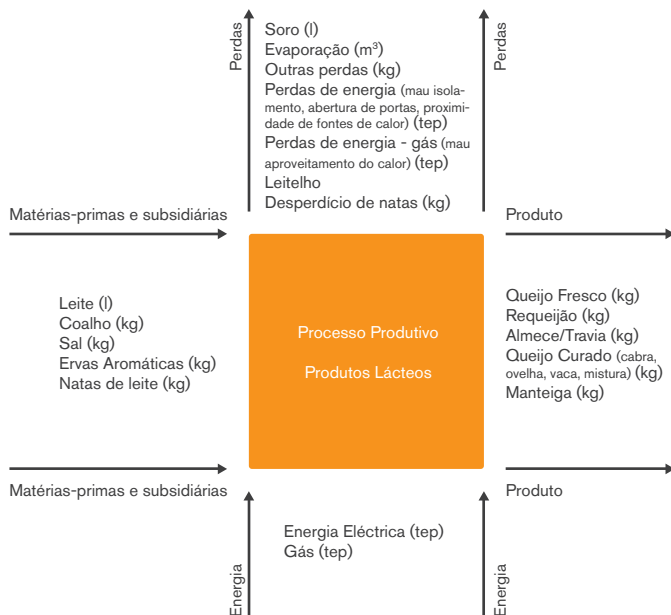 Perdas
Soro (l)
Evaporação (m³)
Outras perdas (kg)
Perdas de energia (mau isola-
mento, abertura de portas, proximi-
dade de fontes de calor) (tep)
Perdas de energia - gás (mau
aproveitamento do calor) (tep)
Leitelho
Desperdício de natas (kg)
Perdas
Matérias-primas e subsidiárias
Produto
Leite (l)
Coalho (kg)
Sal (kg)
Ervas Aromáticas (kg)
Natas de leite (kg)
Processo Produtivo
Produtos Lácteos
Queijo Fresco (kg)
Requeijão (kg)
Almece/Travia (kg)
Queijo Curado (cabra,
ovelha, vaca, mistura) (kg)
Manteiga (kg)
Matérias-primas e subsidiárias
Produto
Energia
Energia Eléctrica (tep)
Gás (tep)
Energia